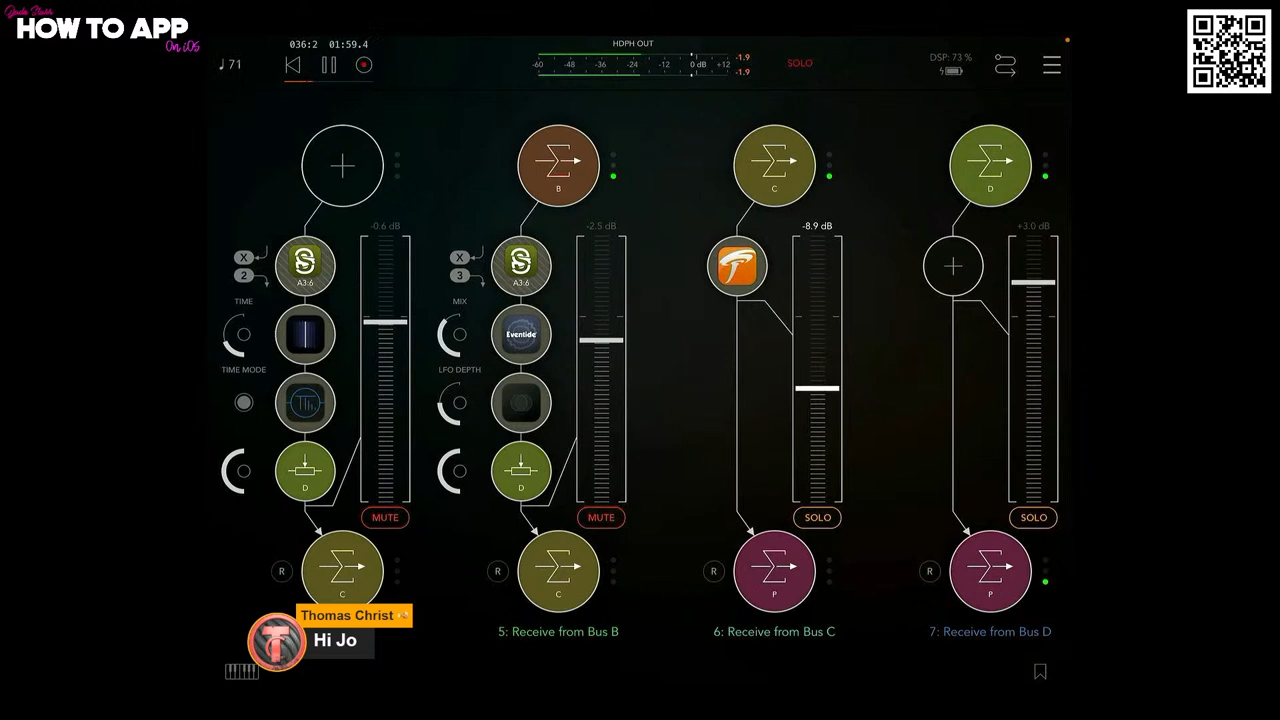 Jade Starr
HOW TO APP
On iOS
036:2 01:59.4
71
HDPH OUT
-60 -48 -36 -24 -12 0 dB +12
-1.9
-1.9
SOLO
DSP: 73 %
B
C
D
-0.6 dB
-2.5 dB
-8.9 dB
+3.0 dB
X
2
S
A3:6
X
3
S
A3:6
TIME
MIX
Eventide
TIME MODE
LFO DEPTH
D
D
MUTE
MUTE
SOLO
SOLO
R
C
R
C
R
P
R
P
Thomas Christ
Hi Jo
5: Receive from Bus B
6: Receive from Bus C
7: Receive from Bus D